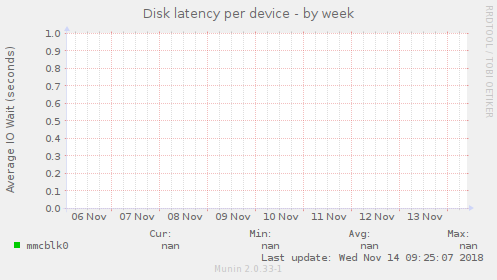 Disk latency per device - by week
RRDTOOL / TOBI OETIKER
Average IO Wait (seconds)
1.0
0.9
0.8
0.7
0.6
0.5
0.4
0.3
0.2
0.1
0.0
06 Nov 07 Nov 08 Nov 09 Nov 10 Nov 11 Nov 12 Nov 13 Nov
Cur: Min: Avg: Max:
mmcblk0 nan nan nan nan
Last update: Wed Nov 14 09:25:07 2018
Munin 2.0.33-1